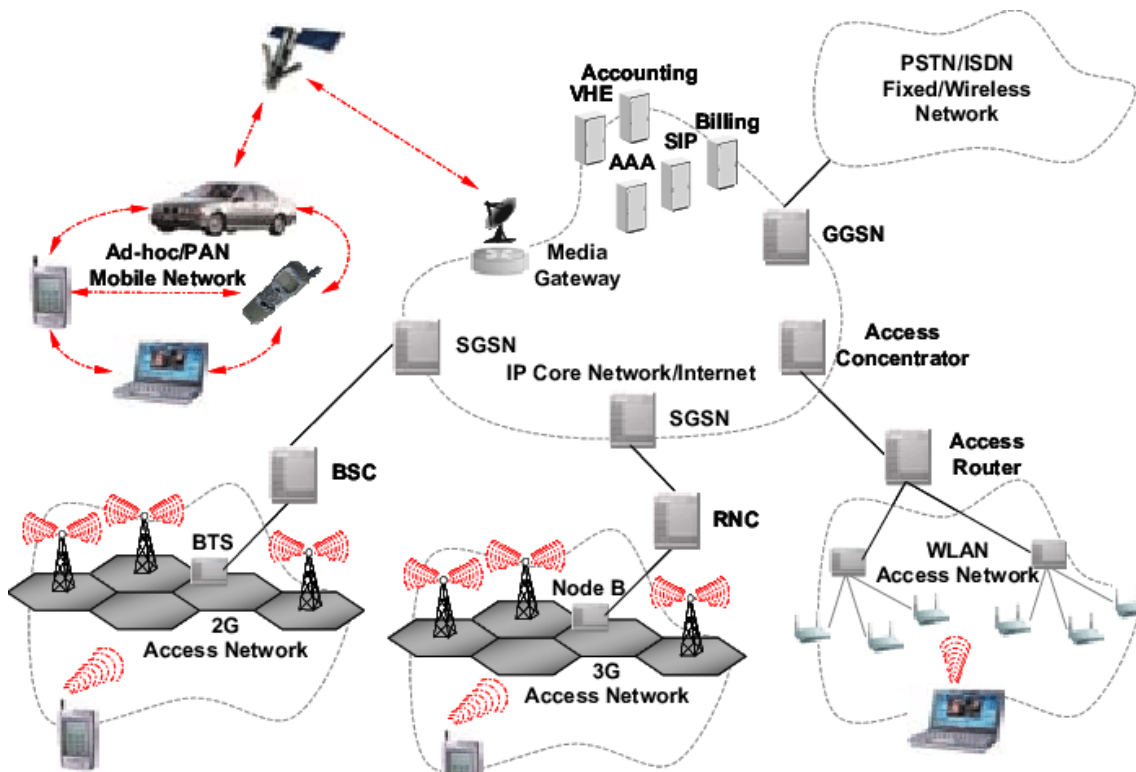 PSTN/ISDN
Fixed/Wireless
Network
Accounting
VHE
Billing
SIP
AAA
GGSN
Media
Gateway
Ad-hoc/PAN
Mobile Network
SGSN
Access
Concentrator
IP Core Network/Internet
SGSN
Access
Router
BSC
RNC
BTS
Node B
WLAN
Access Network
2G
Access Network
3G
Access Network